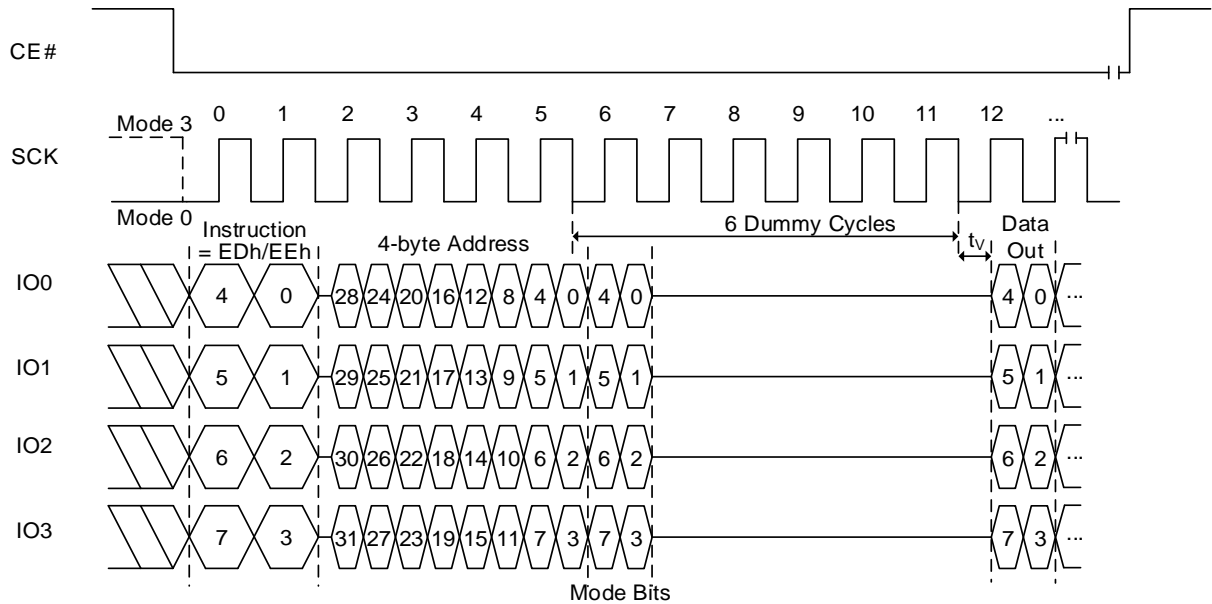 CE#
0 1 2 3 4 5 6 7 8 9 10 11 12 ...
Mode 3
SCK
Mode 0
Instruction
= EDh/EEh
4-byte Address
6 Dummy Cycles
tV
Data
Out
IO0 4 0 28 24 20 16 12 8 4 0 4 0 4 0 ...
IO1 5 1 29 25 21 17 13 9 5 1 5 1 5 1 ...
IO2 6 2 30 26 22 18 14 10 6 2 6 2 6 2 ...
IO3 7 3 31 27 23 19 15 11 7 3 7 3 7 3 ...
Mode Bits